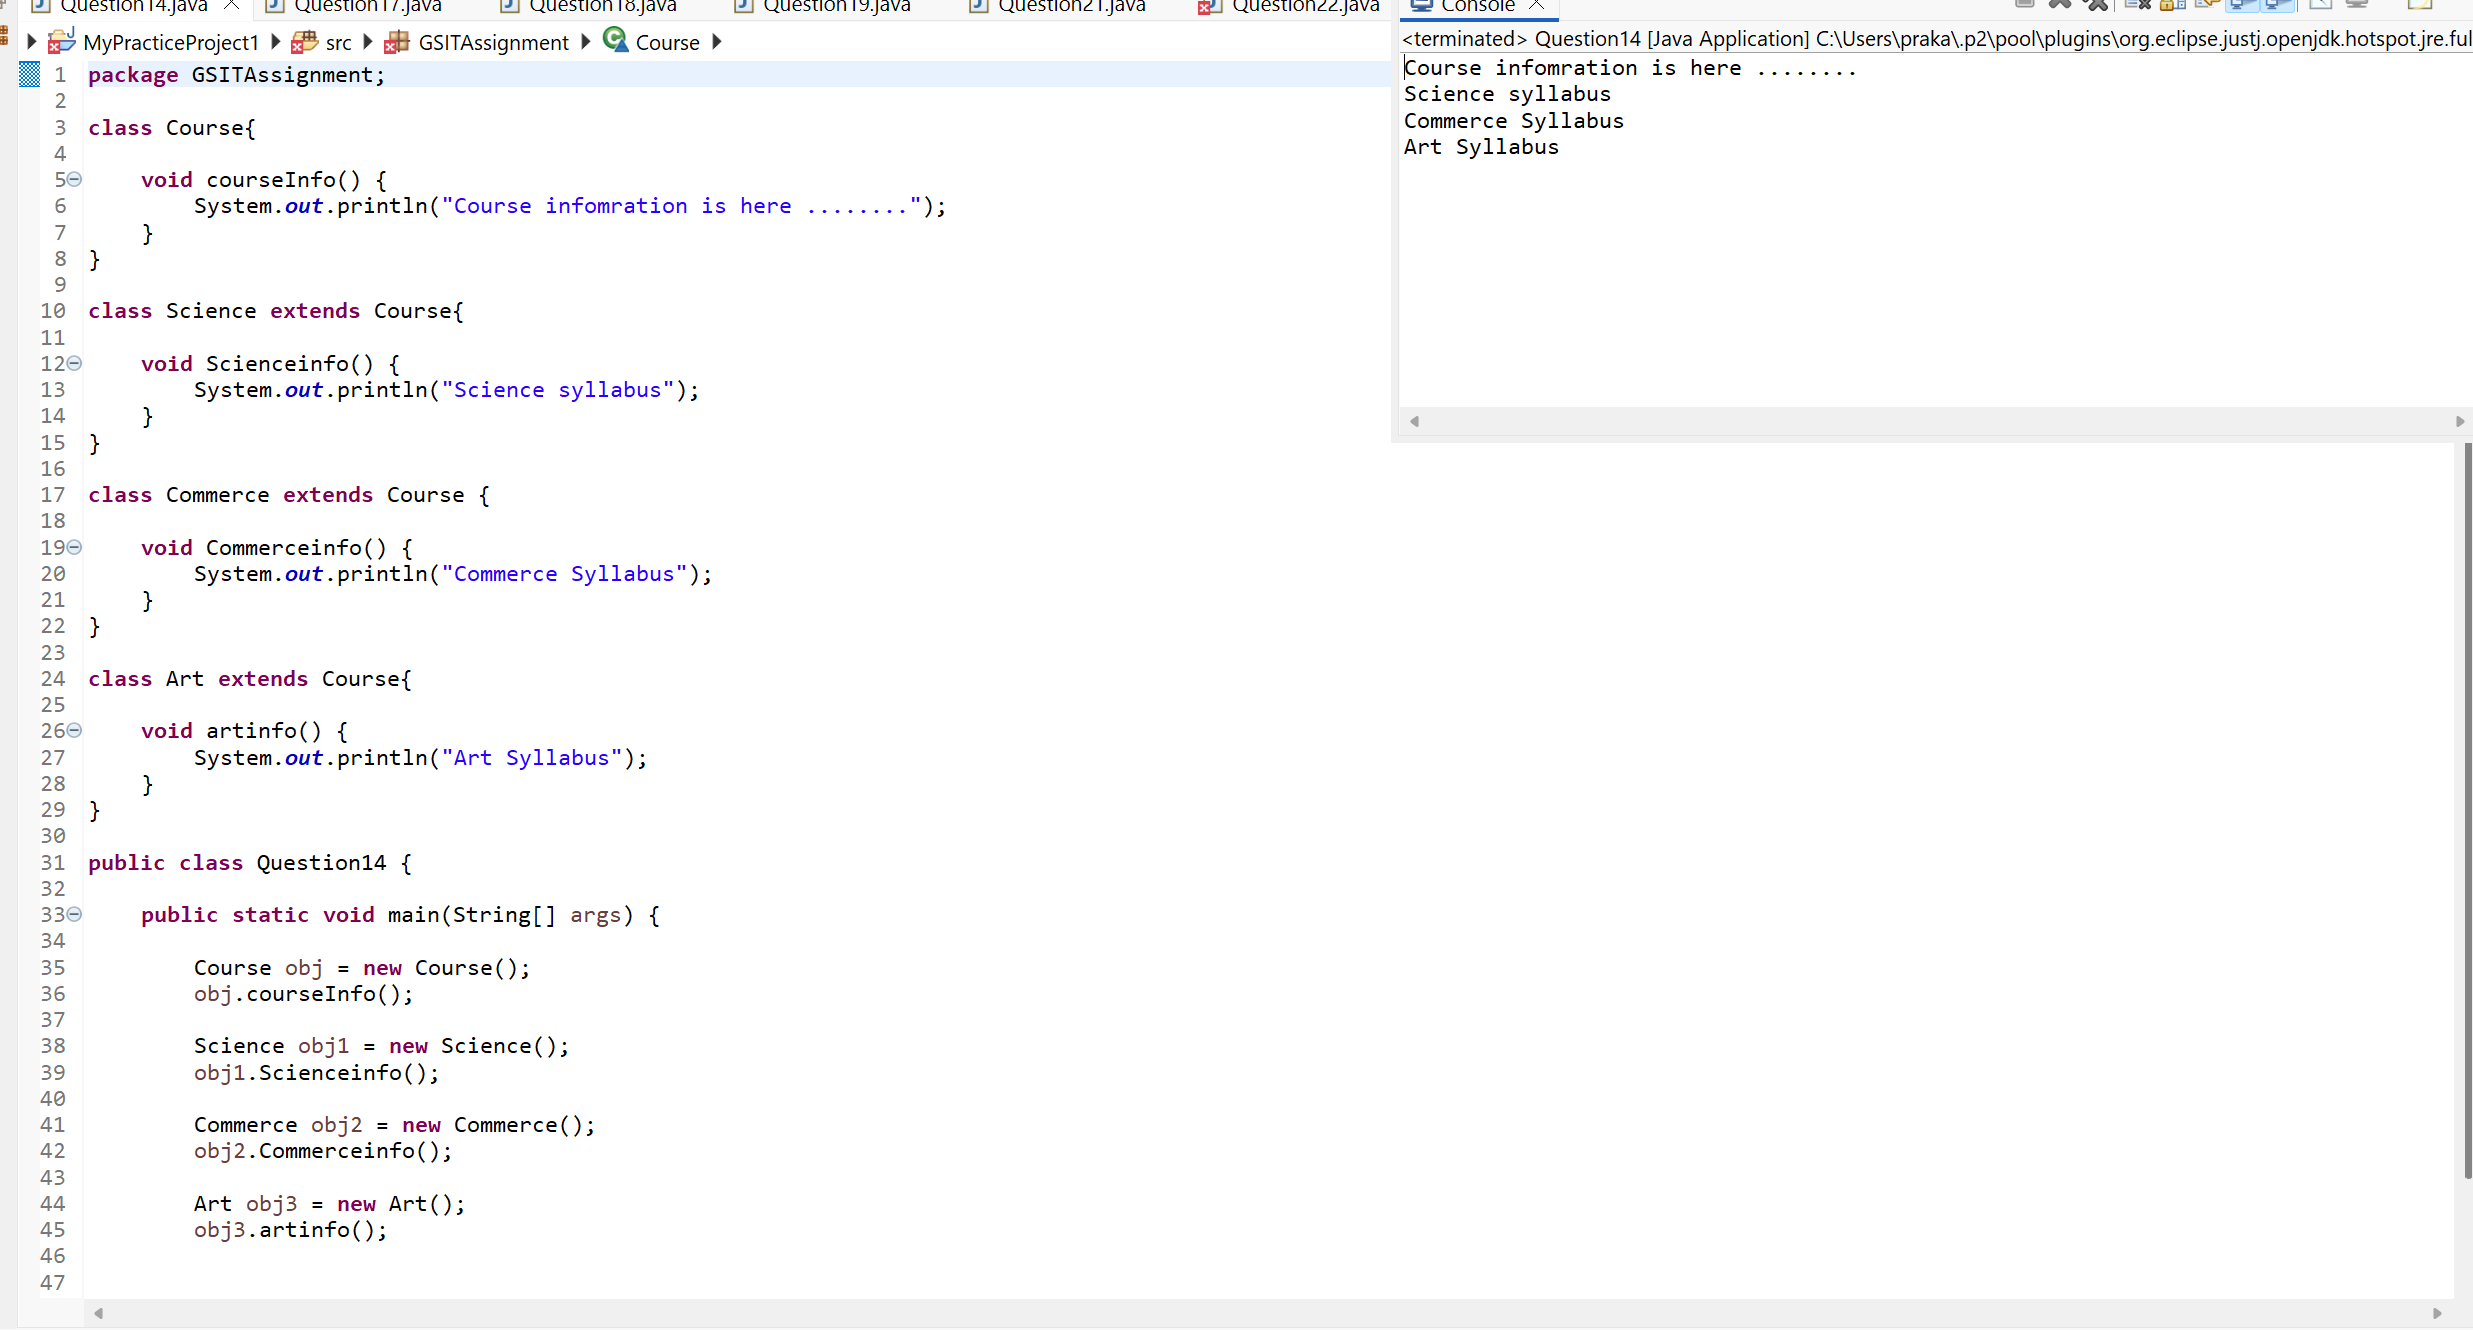 Question14.java
Question17.java
Question18.java
Question19.java
Question21.java
Question22.java
MyPracticeProject1
src
GSITAssignment
Course
1 package GSITAssignment;
2
3 class Course{
4
5 void courseInfo() {
6 System.out.println("Course infomration is here ........");
7 }
8 }
9
10 class Science extends Course{
11
12 void Scienceinfo() {
13 System.out.println("Science syllabus");
14 }
15 }
16
17 class Commerce extends Course {
18
19 void Commerceinfo() {
20 System.out.println("Commerce Syllabus");
21 }
22 }
23
24 class Art extends Course{
25
26 void artinfo() {
27 System.out.println("Art Syllabus");
28 }
29 }
30
31 public class Question14 {
32
33 public static void main(String[] args) {
34
35 Course obj = new Course();
36 obj.courseInfo();
37
38 Science obj1 = new Science();
39 obj1.Scienceinfo();
40
41 Commerce obj2 = new Commerce();
42 obj2.Commerceinfo();
43
44 Art obj3 = new Art();
45 obj3.artinfo();
46
47
Console
<terminated> Question14 [Java Application] C:\Users\praka\.p2\pool\plugins\org.eclipse.justj.openjdk.hotspot.jre.ful
Course infomration is here ........
Science syllabus
Commerce Syllabus
Art Syllabus